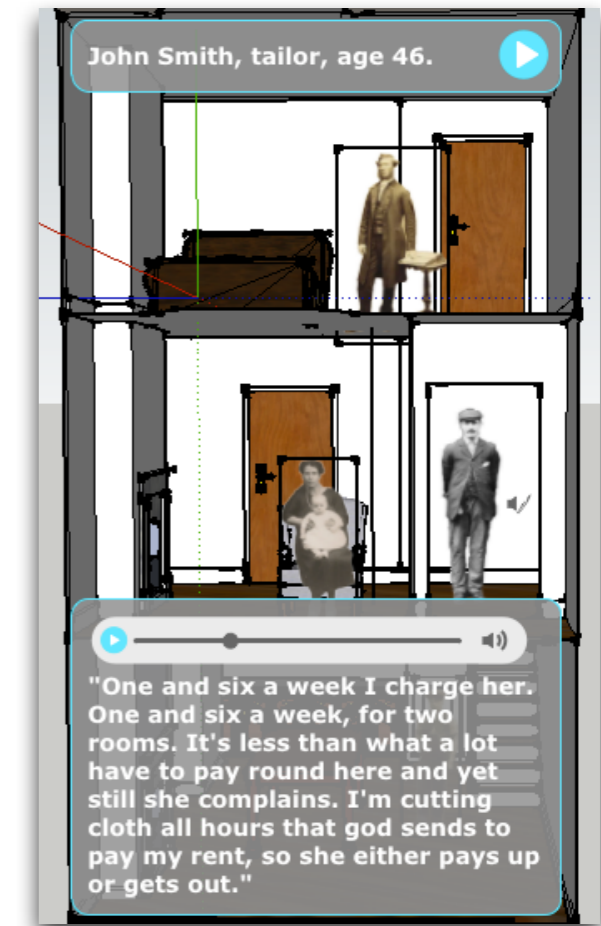 John Smith, tailor, age 46.
"One and six a week I charge her.
One and six a week, for two
rooms. It's less than what a lot
have to pay round here and yet
still she complains. I'm cutting
cloth all hours that god sends to
pay my rent, so she either pays up
or gets out."